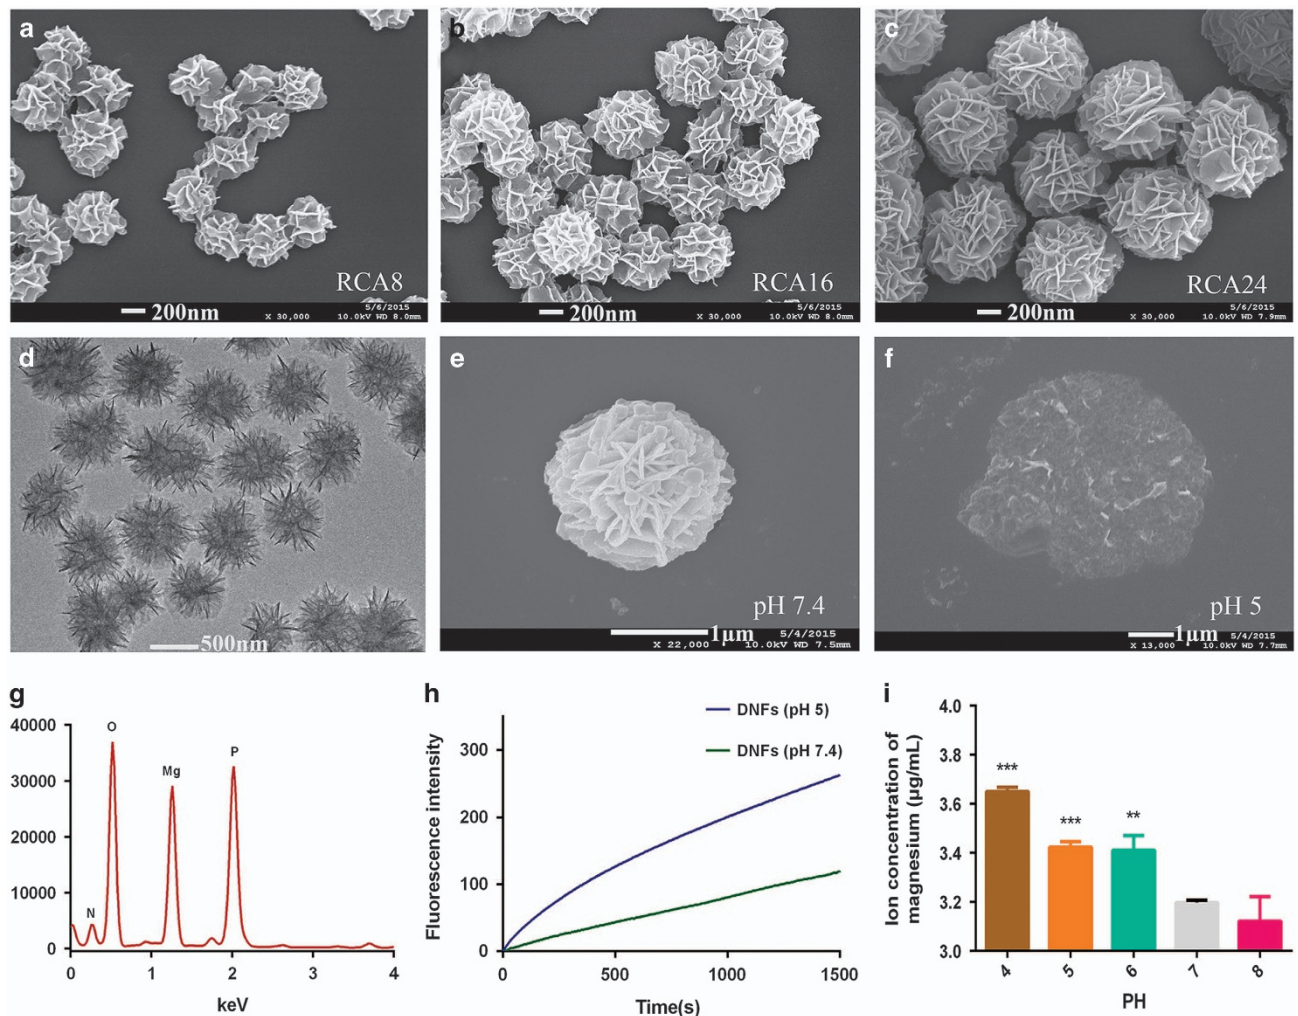 a
b
c
RCA8
RCA16
RCA24
5/6/2015
5/6/2015
5/6/2015
200nm
X 30,000 10.0kV WD 8.0mm
200nm
X 30,000 10.0kV WD 8.0mm
200nm
X 30,000 10.0kV WD 7.9mm
d
e
f
pH 7.4
pH 5
500nm
1µm
5/4/2015
X 22,000 10.0kV WD 7.5mm
1µm
5/4/2015
X 13,000 10.0kV WD 7.7mm
g
40000
30000
20000
10000
0
O
Mg
P
N
0 1 2 3 4
keV
h
DNFs (pH 5)
DNFs (pH 7.4)
Fluorescence intensity
300
200
100
0
0 500 1000 1500
Time(s)
i
Ion concentration of
magnesium (µg/mL)
4.0
3.8
3.6
3.4
3.2
3.0
***
***
**
4 5 6 7 8
PH